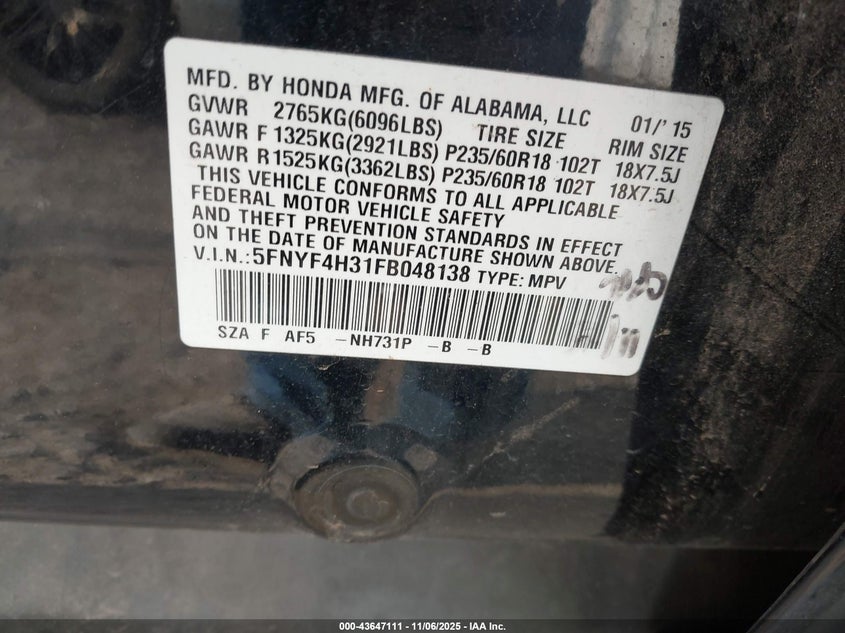 MFD. BY HONDA MFG. OF ALABAMA, LLC 01/'15
GVWR 2765KG(6096LBS) TIRE SIZE RIM SIZE
GAWR F 1325KG(2921LBS) P235/60R18 102T 18X7.5J
GAWR R 1525KG(3362LBS) P235/60R18 102T 18X7.5J
THIS VEHICLE CONFORMS TO ALL APPLICABLE
FEDERAL MOTOR VEHICLE SAFETY
AND THEFT PREVENTION STANDARDS IN EFFECT
ON THE DATE OF MANUFACTURE SHOWN ABOVE.
V.I.N.:5FNYF4H31FB048138 TYPE: MPV
SZA F AF5 -NH731P -B -B
000-43647111 - 11/06/2025 - IAA Inc.